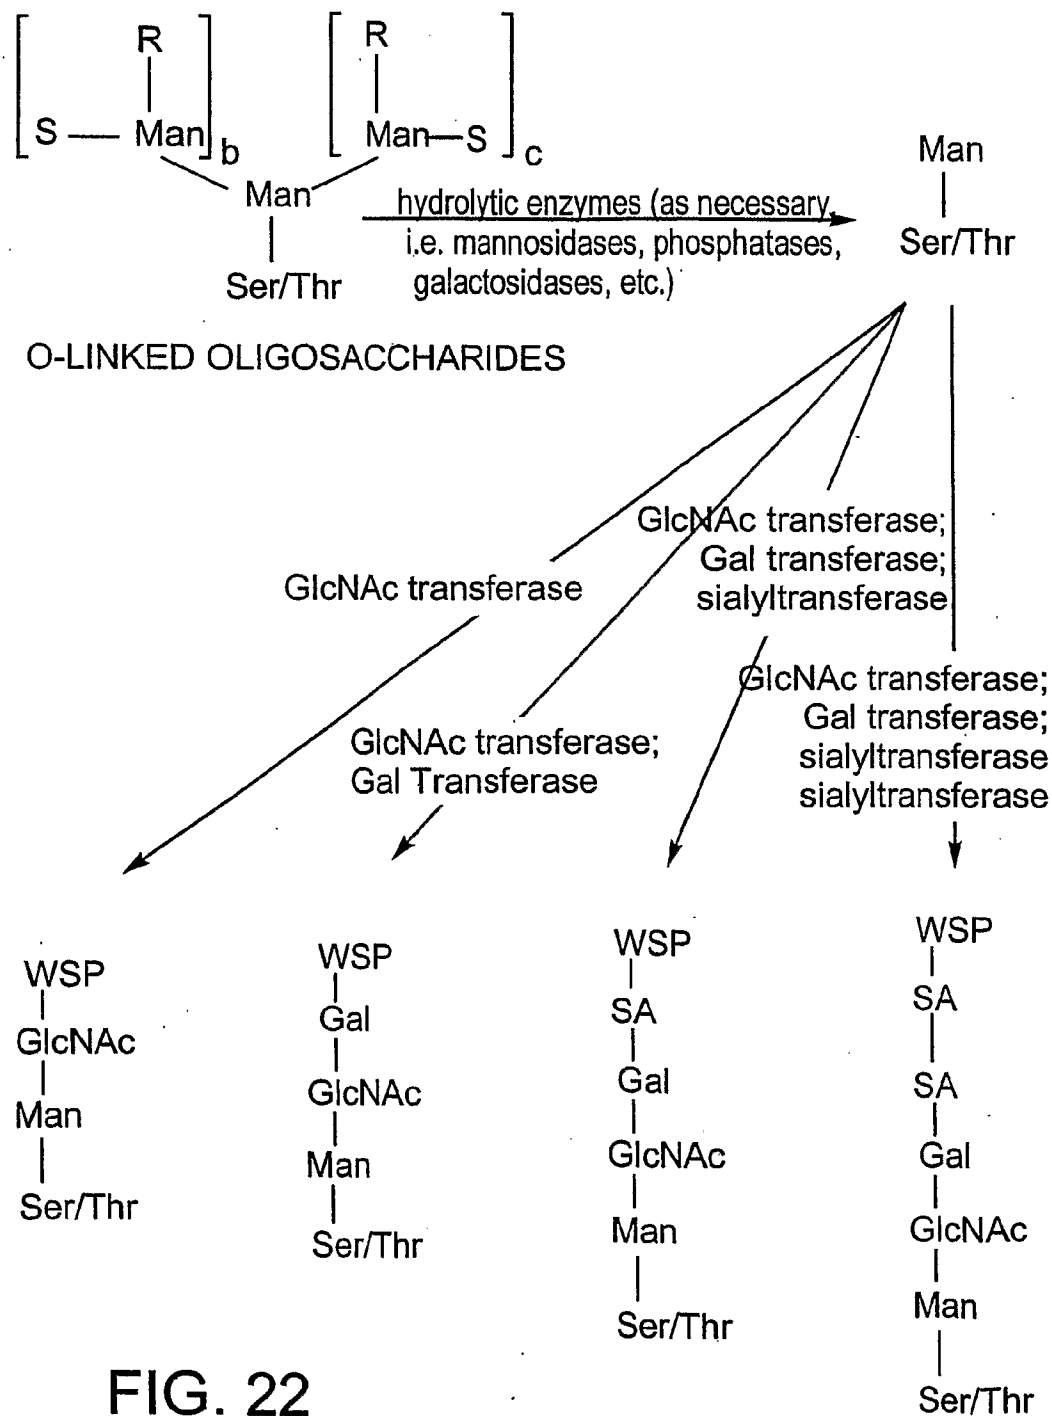 R
R
S
Man
b
Man
S
c
Man
Ser/Thr
hydrolytic enzymes (as necessary,
i.e. mannosidases, phosphatases,
galactosidases, etc.)
Man
Ser/Thr
O-LINKED OLIGOSACCHARIDES
GlcNAc transferase
GlcNAc transferase;
Gal Transferase
GlcNAc transferase;
Gal transferase;
sialyltransferase
GlcNAc transferase;
Gal transferase;
sialyltransferase
sialyltransferase
WSP
GlcNAc
Man
Ser/Thr
WSP
Gal
GlcNAc
Man
Ser/Thr
WSP
SA
Gal
GlcNAc
Man
Ser/Thr
WSP
SA
SA
Gal
GlcNAc
Man
Ser/Thr
FIG. 22